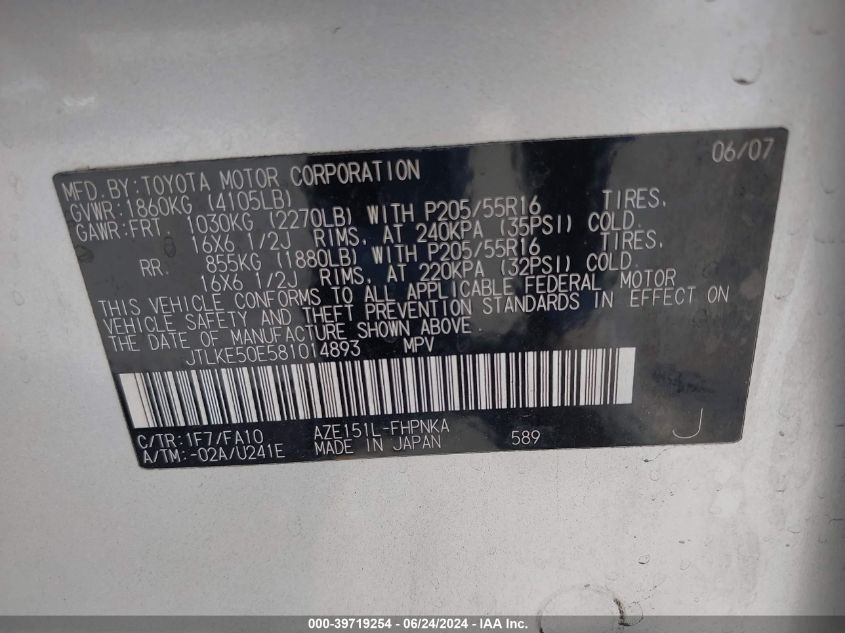 06/07
MFD.BY:TOYOTA MOTOR CORPORATION
GVWR:1860KG (4105LB)
GAWR:FRT. 1030KG (2270LB) WITH P205/55R16 TIRES,
16X6 1/2J RIMS, AT 240KPA (35PSI) COLD.
RR. 855KG (1880LB) WITH P205/55R16 TIRES,
16X6 1/2J RIMS, AT 220KPA (32PSI) COLD.
THIS VEHICLE CONFORMS TO ALL APPLICABLE FEDERAL MOTOR
VEHICLE SAFETY AND THEFT PREVENTION STANDARDS IN EFFECT ON
THE DATE OF MANUFACTURE SHOWN ABOVE.
JTLKE50E581014893 MPV
C/TR:1F7/FA10 AZE151L-FHPNKA
A/TM:-02A/U241E MADE IN JAPAN 589 J
000-39719254 - 06/24/2024 - IAA Inc.